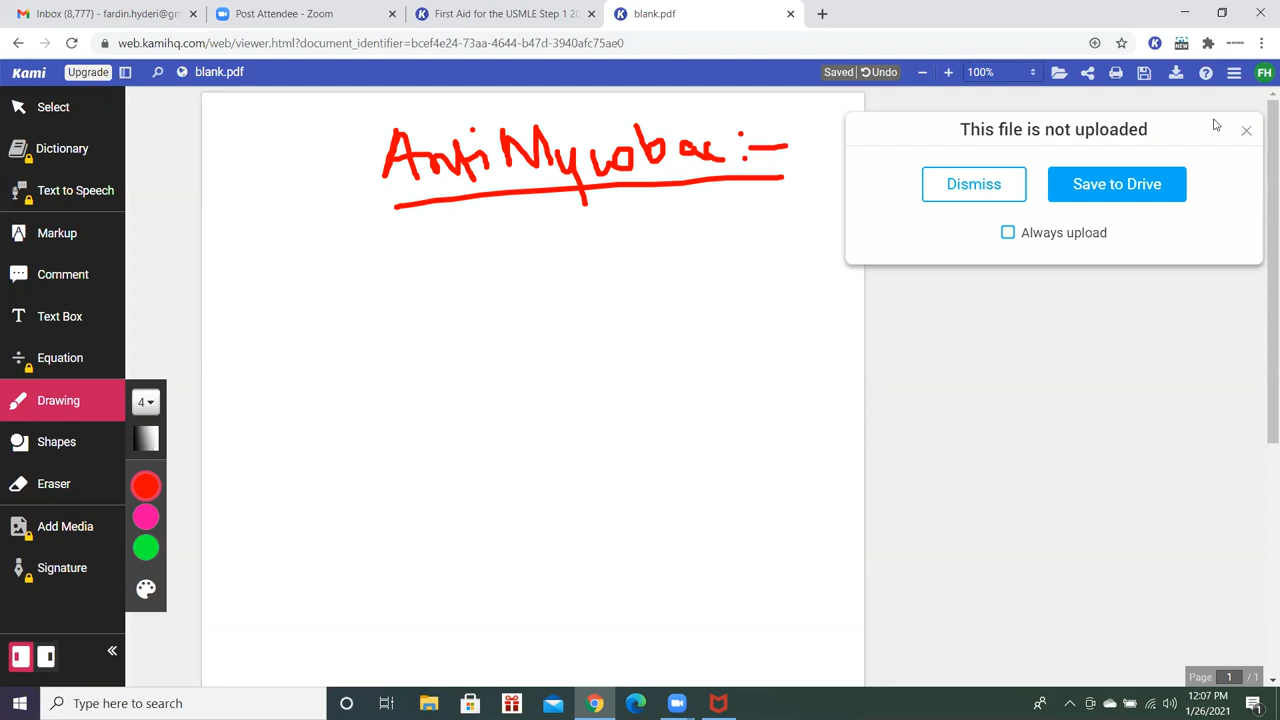 Inbox (8,777) - fardin.hyderi@gm
Post Attendee - Zoom
First Aid for the USMLE Step 1 20
blank.pdf
web.kamihq.com/web/viewer.html?document_identifier=bcef4e24-73aa-4644-b47d-3940afc75ae0
NEW
Kami
Upgrade
blank.pdf
Saved
Undo
100%
FH
Select
Dictionary
Text to Speech
Markup
Comment
Text Box
Equation
Drawing
Shapes
Eraser
Add Media
Signature
4
Anti Mycobac :-
This file is not uploaded
Dismiss
Save to Drive
Always upload
Page 1 / 1
Type here to search
12:07 PM
1/26/2021
1